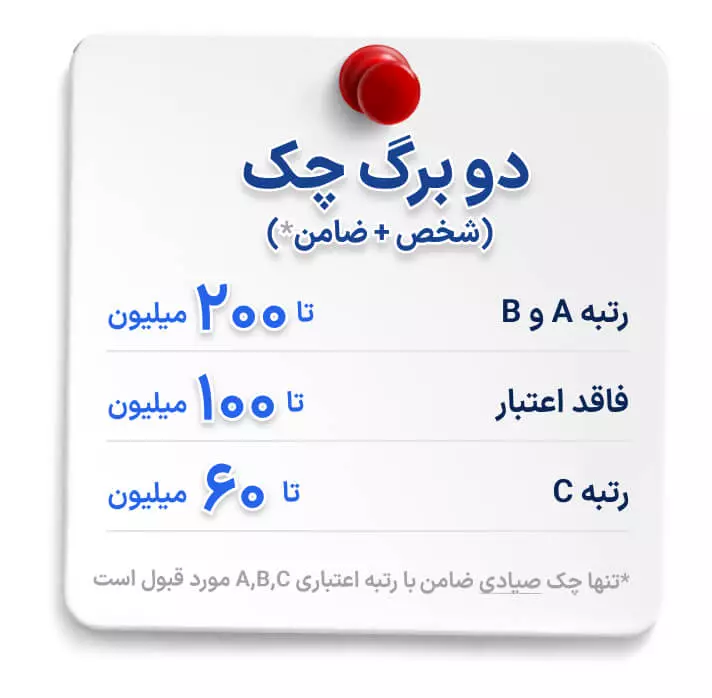 دو برگ چک
(شخص + ضامن*)
رتبه A و B تا ۲۰۰ میلیون
فاقد اعتبار تا ۱۰۰ میلیون
رتبه C تا ۶۰ میلیون
*تنها چک صیادی ضامن با رتبه اعتباری A,B,C مورد قبول است